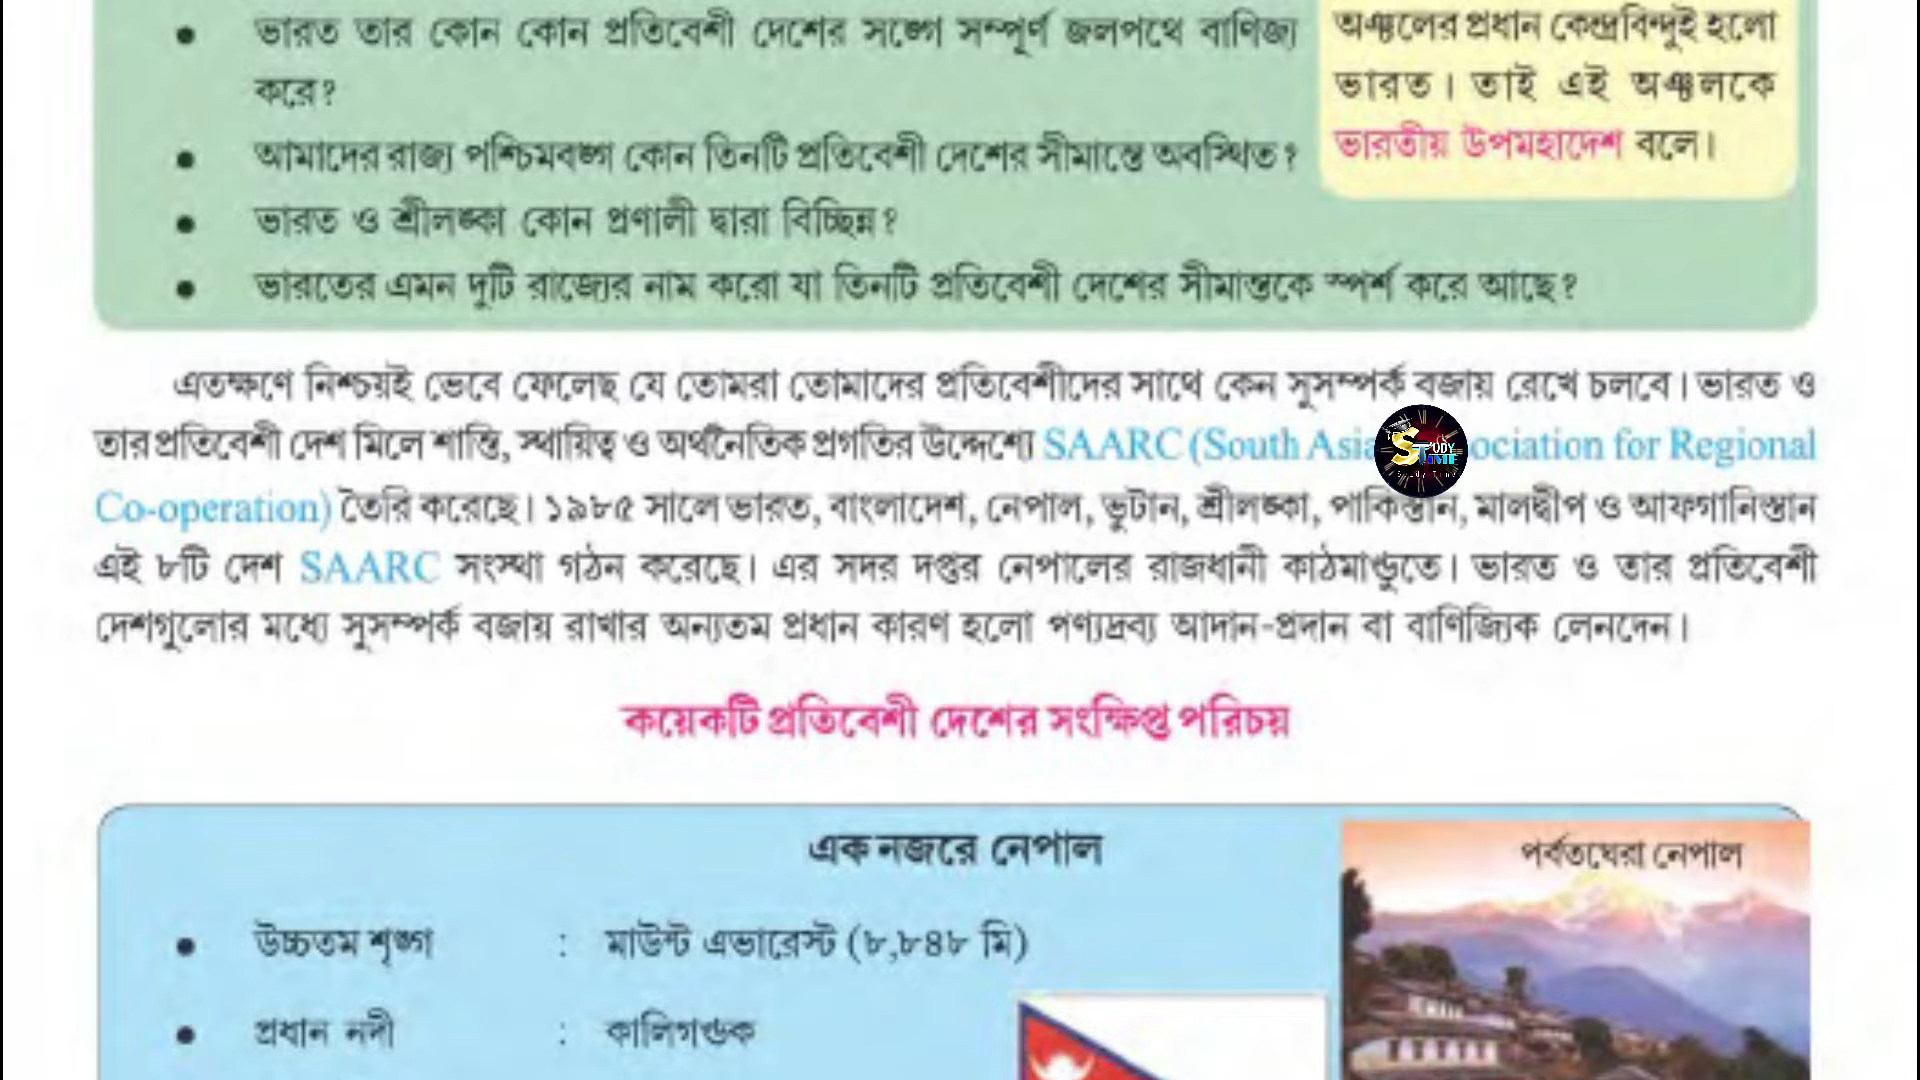 ভারত তার কোন কোন প্রতিবেশী দেশের সঙ্গে সম্পূর্ণ জলপথে বাণিজ্য
করে?
আমাদের রাজ্য পশ্চিমবঙ্গ কোন তিনটি প্রতিবেশী দেশের সীমান্তে অবস্থিত?
ভারত ও শ্রীলঙ্কা কোন প্রণালী দ্বারা বিচ্ছিন্ন?
ভারতের এমন দুটি রাজ্যের নাম করো যা তিনটি প্রতিবেশী দেশের সীমান্তকে স্পর্শ করে আছে?
অঞ্চলের প্রধান কেন্দ্রবিন্দুই হলো
ভারত। তাই এই অঞ্চলকে
ভারতীয় উপমহাদেশ বলে।
এতক্ষণে নিশ্চয়ই ভেবে ফেলেছ যে তোমরা তোমাদের প্রতিবেশীদের সাথে কেন সুসম্পর্ক বজায় রেখে চলবে। ভারত ও
তার প্রতিবেশী দেশ মিলে শান্তি, স্থায়িত্ব ও অর্থনৈতিক প্রগতির উদ্দেশ্যে SAARC (South Asia ociation for Regional
Co-operation) তৈরি করেছে। ১৯৮৫ সালে ভারত, বাংলাদেশ, নেপাল, ভুটান, শ্রীলঙ্কা, পাকিস্তান, মালদ্বীপ ও আফগানিস্তান
এই ৮টি দেশ SAARC সংস্থা গঠন করেছে। এর সদর দপ্তর নেপালের রাজধানী কাঠমান্ডুতে। ভারত ও তার প্রতিবেশী
দেশগুলোর মধ্যে সুসম্পর্ক বজায় রাখার অন্যতম প্রধান কারণ হলো পণ্যদ্রব্য আদান-প্রদান বা বাণিজ্যিক লেনদেন।
STUDY
TIME
কয়েকটি প্রতিবেশী দেশের সংক্ষিপ্ত পরিচয়
এক নজরে নেপাল
পর্বতঘেরা নেপাল
উচ্চতম শৃঙ্গ : মাউন্ট এভারেস্ট (৮,৮৪৮ মি)
প্রধান নদী : কালিগণ্ডক